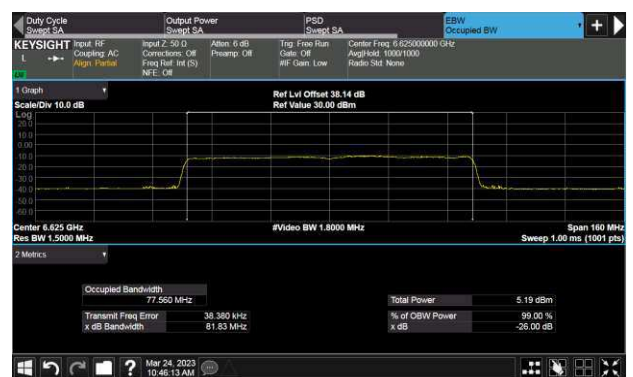 Duty Cycle
Swept SA
Output Power
Swept SA
PSD
Swept SA
EBW
Occupied BW
KEYSIGHT
L
Input: RF
Coupling: AC
Align: Partial
Input Z: 50 Ω
Corrections: Off
Freq Ref: Int (S)
NFE: Off
Atten: 6 dB
Preamp: Off
Trig: Free Run
Gate: Off
#IF Gain: Low
Center Freq: 6.625000000 GHz
Avg|Hold: 1000/1000
Radio Std: None
1 Graph
Scale/Div 10.0 dB
Ref Lvl Offset 38.14 dB
Ref Value 30.00 dBm
Log
20.0
10.0
0.00
-10.0
-20.0
-30.0
-40.0
-50.0
-60.0
Center 6.625 GHz
Res BW 1.5000 MHz
#Video BW 1.8000 MHz
Span 160 MHz
Sweep 1.00 ms (1001 pts)
2 Metrics
Occupied Bandwidth
77.560 MHz
Total Power 5.19 dBm
Transmit Freq Error 38.380 kHz
% of OBW Power 99.00 %
x dB Bandwidth 81.83 MHz
x dB -26.00 dB
?
Mar 24, 2023
10:46:13 AM